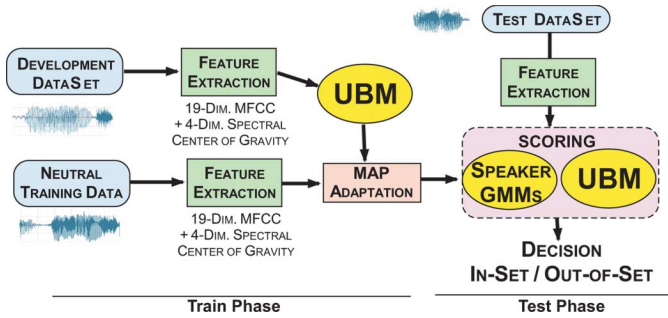 DEVELOPMENT
DATASET
FEATURE
EXTRACTION
19-DIM. MFCC
+ 4-DIM. SPECTRAL
CENTER OF GRAVITY
UBM
NEUTRAL
TRAINING DATA
FEATURE
EXTRACTION
19-DIM. MFCC
+ 4-DIM. SPECTRAL
CENTER OF GRAVITY
MAP
ADAPTATION
Train Phase
TEST DATASET
FEATURE
EXTRACTION
SCORING
SPEAKER
GMMS
UBM
DECISION
IN-SET / OUT-OF-SET
Test Phase